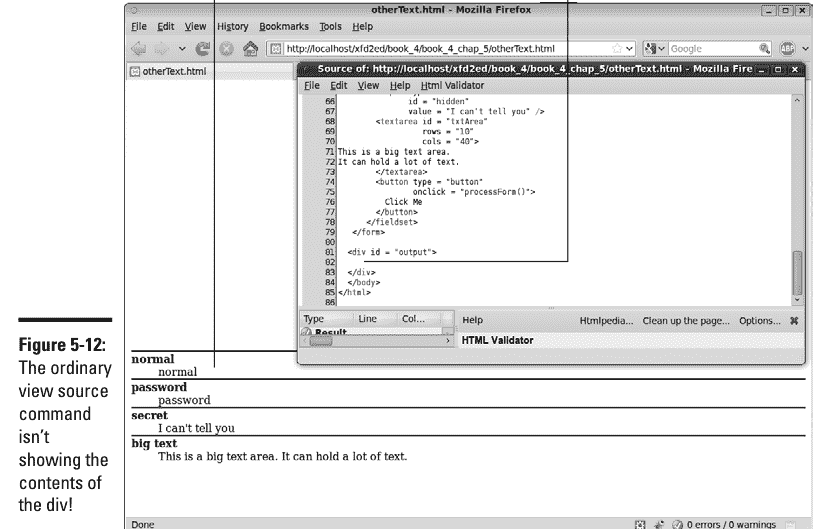 otherText.html - Mozilla Firefox
File Edit View History Bookmarks Tools Help
http://localhost/xfd2ed/book_4/book_4_chap_5/otherText.html
Google
ABP
otherText.html
Source of: http://localhost/xfd2ed/book_4/book_4_chap_5/otherText.html - Mozilla Fire
File Edit View Help Html Validator
66 id = "hidden"
67 value = "I can't tell you" />
68 <textarea id = "txtArea"
69 rows = "10"
70 cols = "40">
71 This is a big text area.
72 It can hold a lot of text.
73 </textarea>
74 <button type = "button"
75 onclick = "processForm()">
76 Click Me
77 </button>
78 </fieldset>
79 </form>
80
81 <div id = "output">
82
83 </div>
84 </body>
85 </html>
86
Type Line Col...
Result
Help Htmlpedia... Clean up the page... Options...
HTML Validator
normal
normal
password
password
secret
I can't tell you
big text
This is a big text area. It can hold a lot of text.
Done
0 errors / 0 warnings
Figure 5-12:
The ordinary
view source
command
isn't
showing the
contents of
the div!